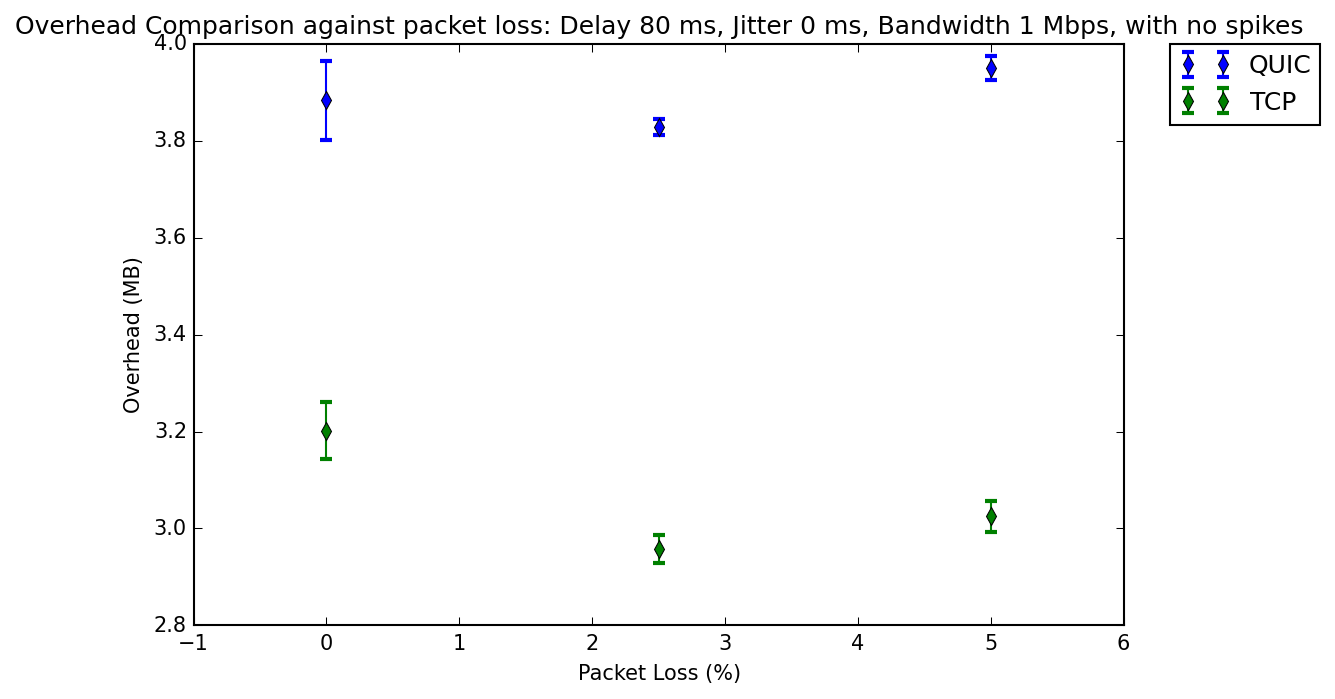 Overhead Comparison against packet loss: Delay 80 ms, Jitter 0 ms, Bandwidth 1 Mbps, with no spikes
QUIC
TCP
4.0
3.8
3.6
3.4
3.2
3.0
2.8
Overhead (MB)
−1 0 1 2 3 4 5 6
Packet Loss (%)